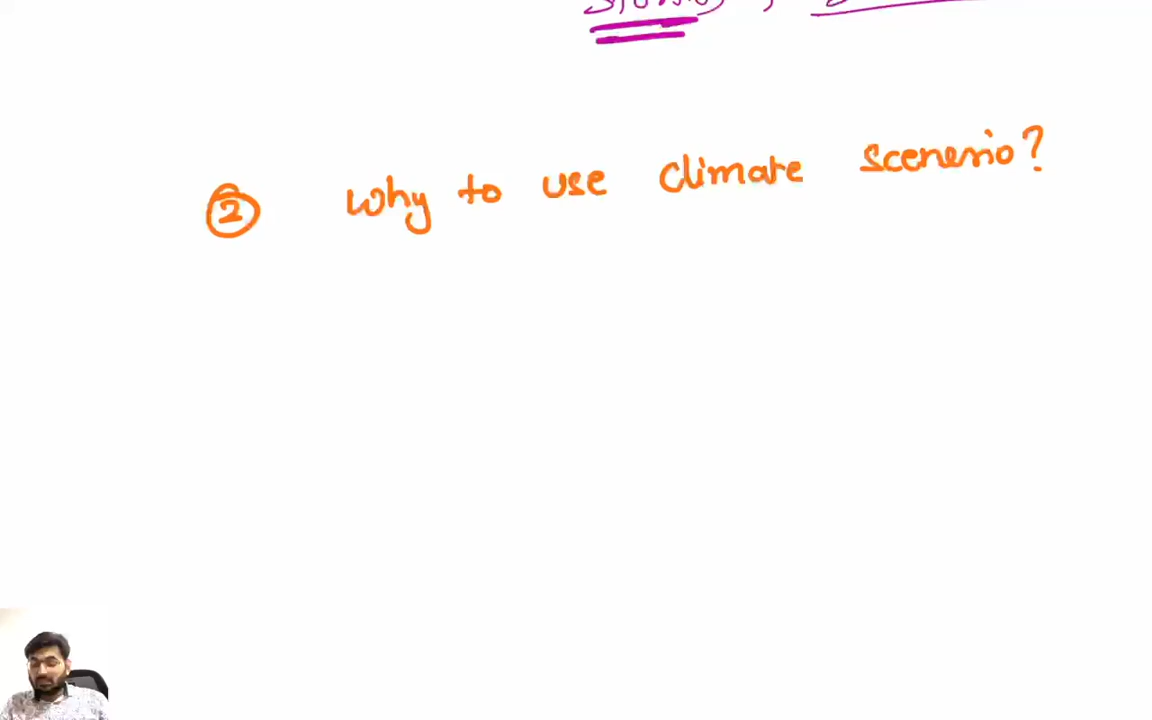 ② Why to use climate scenerio?